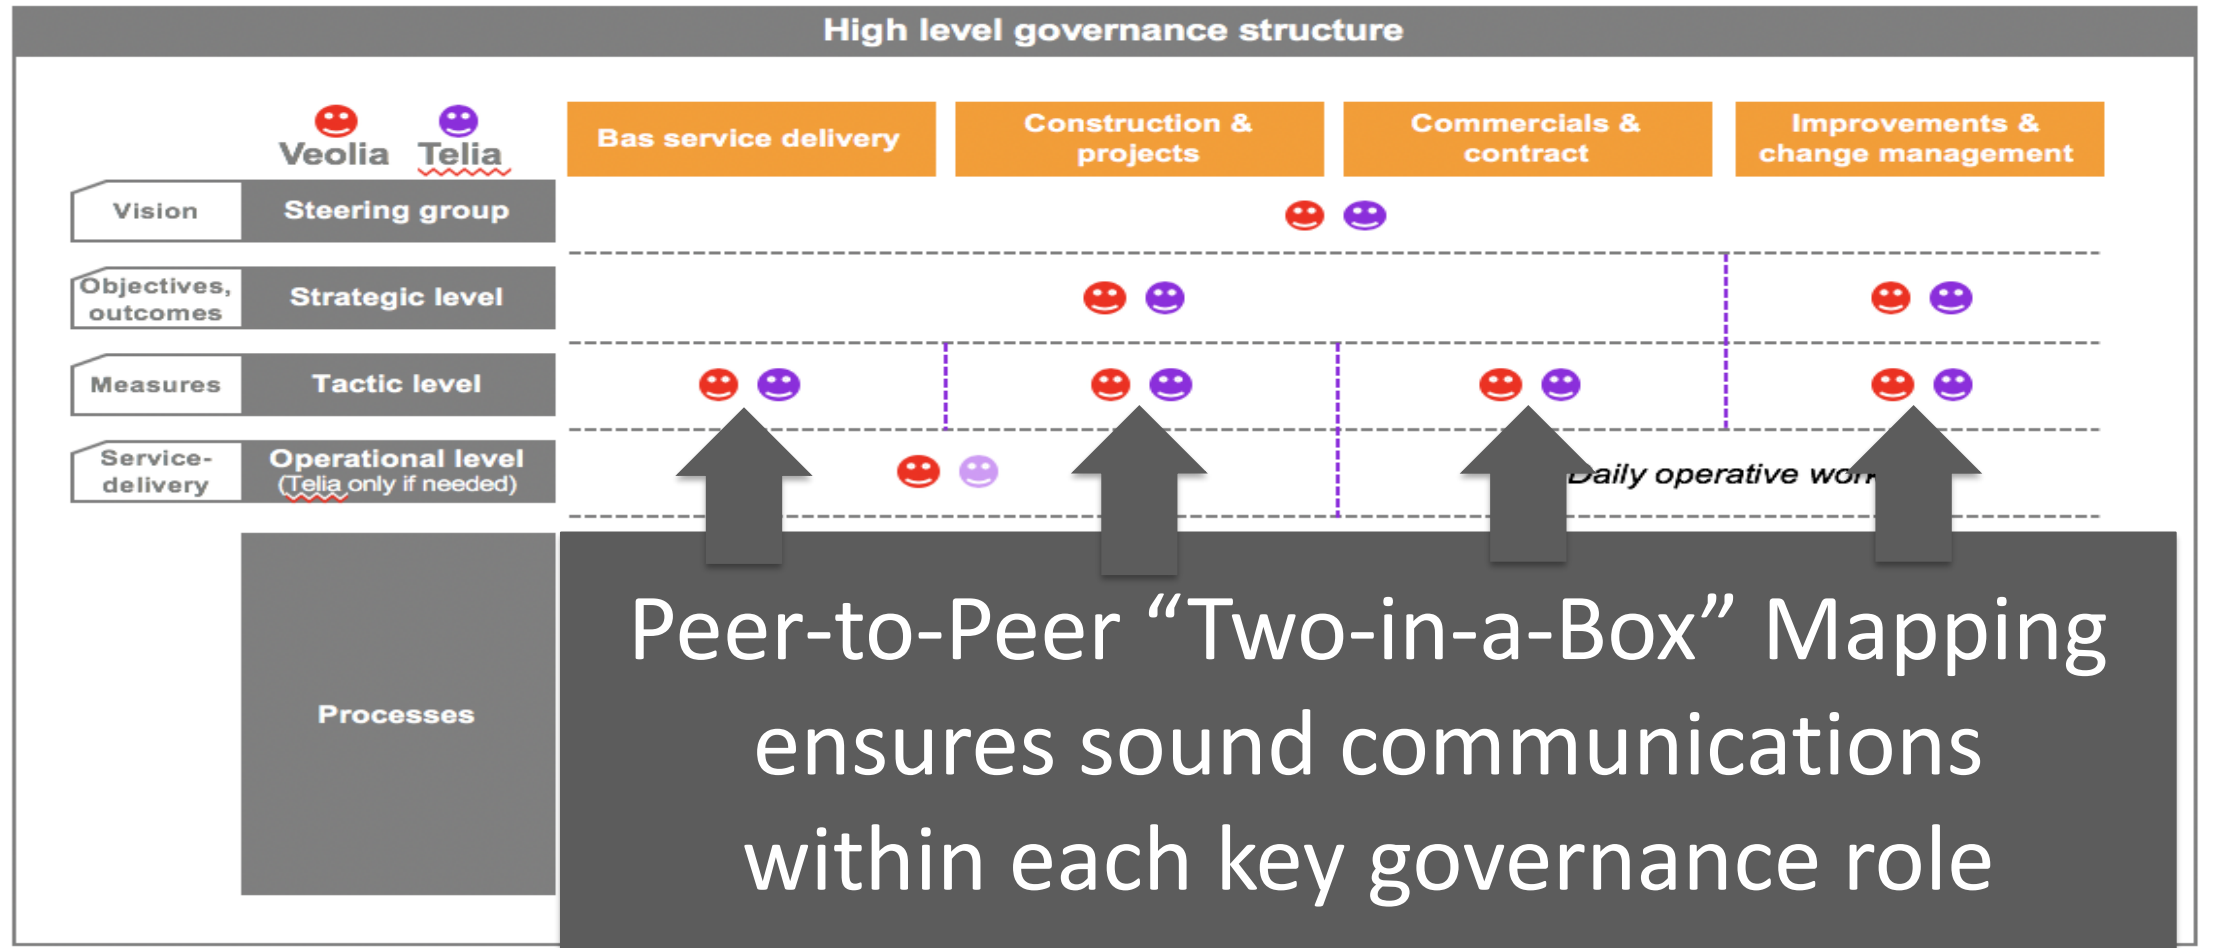 High level governance structure
Veolia Telia
Bas service delivery
Construction &
projects
Commercials &
contract
Improvements &
change management
Vision
Steering group
Objectives,
outcomes
Strategic level
Measures
Tactic level
Service-
delivery
Operational level
(Telia only if needed)
Daily operative work
Processes
Peer-to-Peer “Two-in-a-Box” Mapping
ensures sound communications
within each key governance role